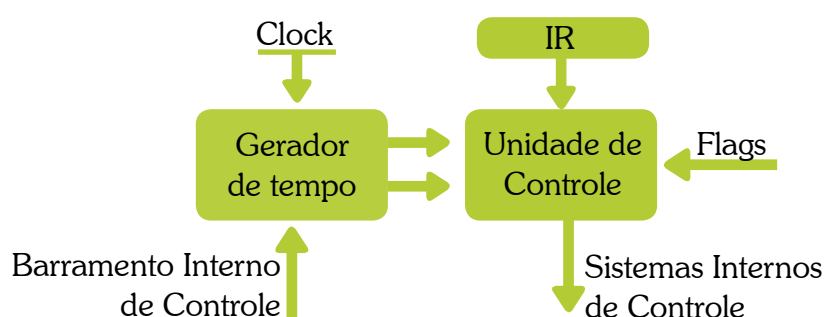 Clock
IR
Gerador
de tempo
Unidade de
Controle
Flags
Barramento Interno
de Controle
Sistemas Internos
de Controle